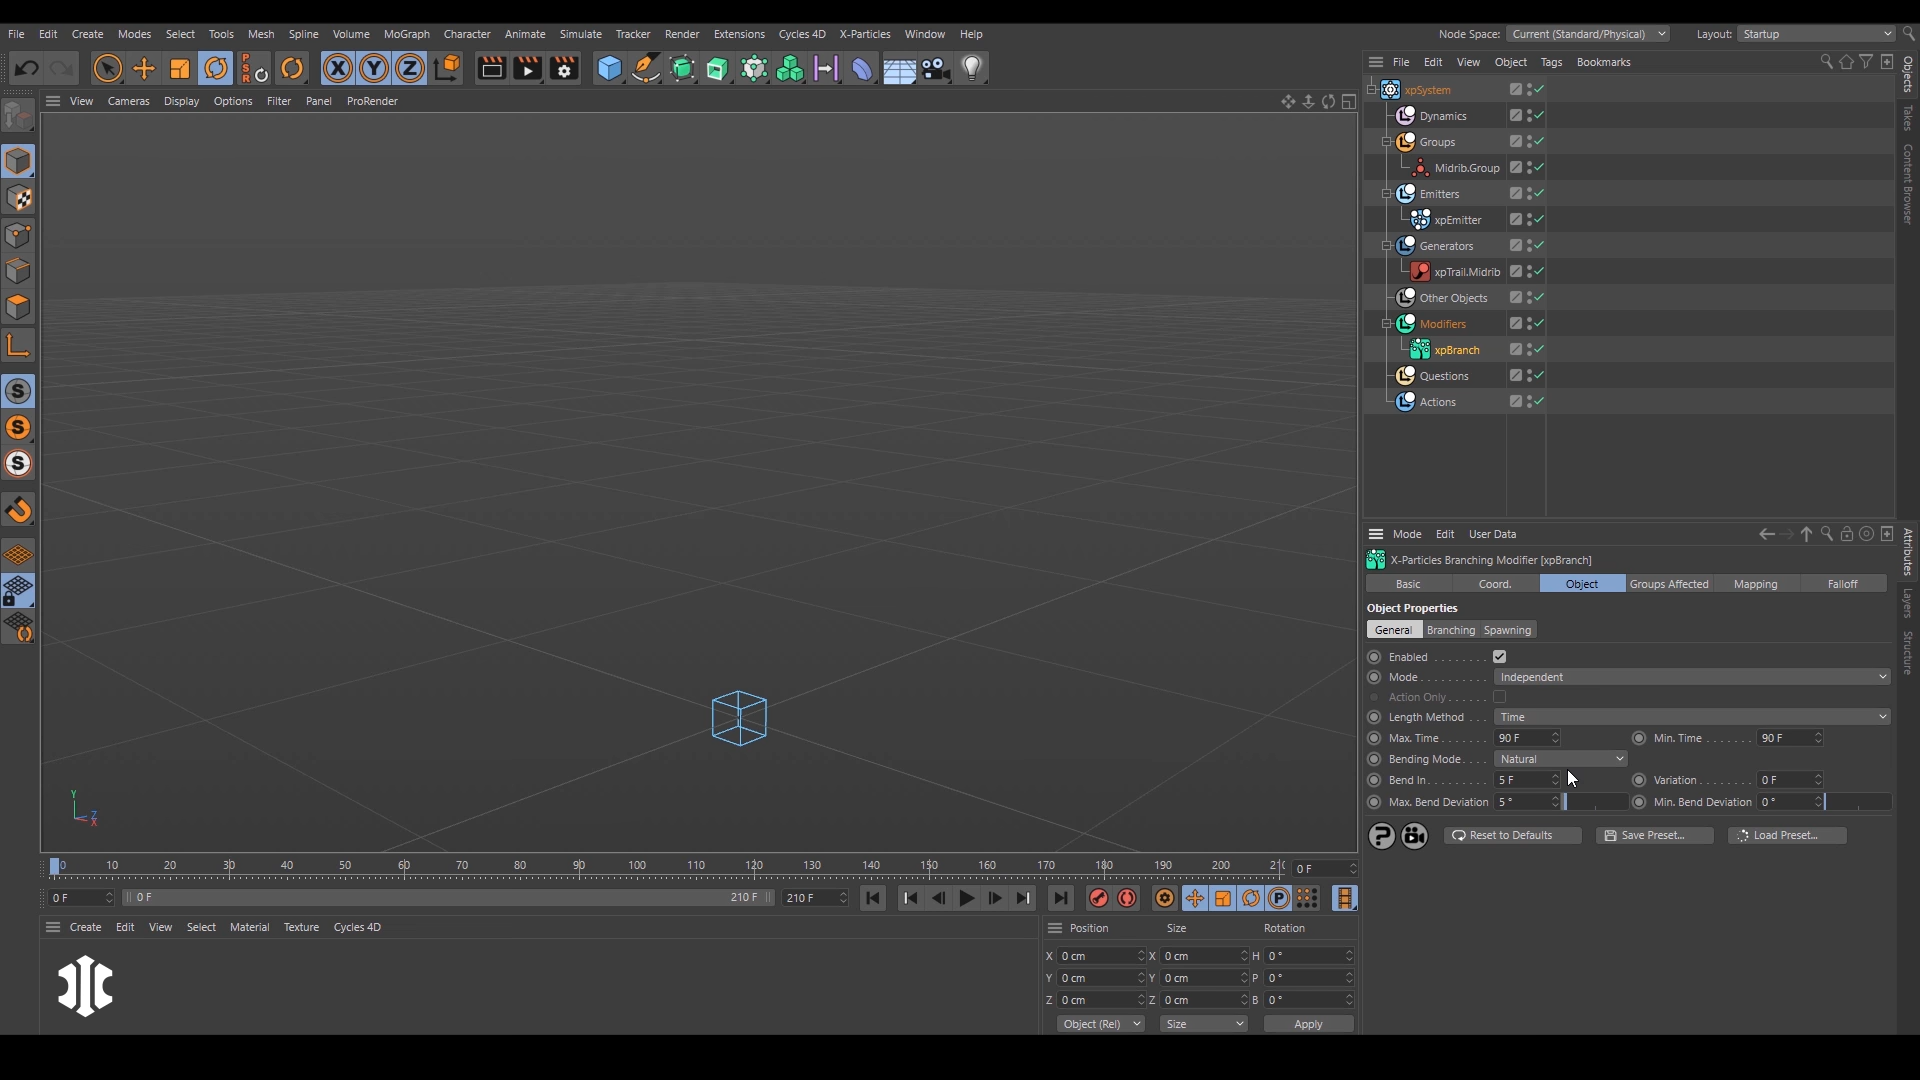 File Edit Create Modes Select Tools Mesh Spline Volume MoGraph Character Animate Simulate Tracker Render Extensions Cycles 4D X-Particles Window Help Node Space: Current (Standard/Physical) Layout: Startup
PSR X Y Z
File Edit View Object Tags Bookmarks
View Cameras Display Options Filter Panel ProRender
xpSystem
Dynamics
Groups
Midrib.Group
Emitters
xpEmitter
Generators
xpTrail.Midrib
Other Objects
Modifiers
xpBranch
Questions
Actions
Objects
Takes
Content Browser
S
S
S
Mode Edit User Data
X-Particles Branching Modifier [xpBranch]
Basic Coord. Object Groups Affected Mapping Falloff
Object Properties
General Branching Spawning
Enabled . . . . . . . .
Mode . . . . . . . . . . Independent
Action Only . . . . . .
Length Method . . . Time
Max. Time . . . . . . . 90 F Min. Time . . . . . . . 90 F
Bending Mode . . . . Natural
Bend In . . . . . . . . . 5 F Variation . . . . . . . . 0 F
Max. Bend Deviation 5 ° Min. Bend Deviation 0 °
? Reset to Defaults Save Preset... Load Preset...
Attributes
Layers
Structure
Y
Z
X
0 10 20 30 40 50 60 70 80 90 100 110 120 130 140 150 160 170 180 190 200 0 F
0 F 0 F 210 F 210 F P
Create Edit View Select Material Texture Cycles 4D
Position Size Rotation
X 0 cm X 0 cm H 0 °
Y 0 cm Y 0 cm P 0 °
Z 0 cm Z 0 cm B 0 °
Object (Rel) Size Apply